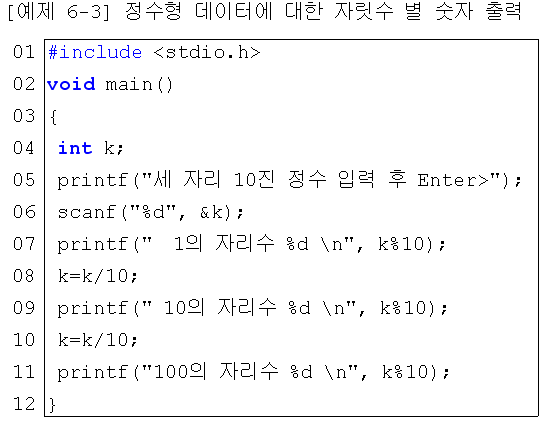 [예제 6-3] 정수형 데이터에 대한 자릿수 별 숫자 출력
01 #include <stdio.h>
02 void main()
03 {
04 int k;
05 printf("세 자리 10진 정수 입력 후 Enter>");
06 scanf("%d", &k);
07 printf("  1의 자리수 %d \n", k%10);
08 k=k/10;
09 printf(" 10의 자리수 %d \n", k%10);
10 k=k/10;
11 printf("100의 자리수 %d \n", k%10);
12 }